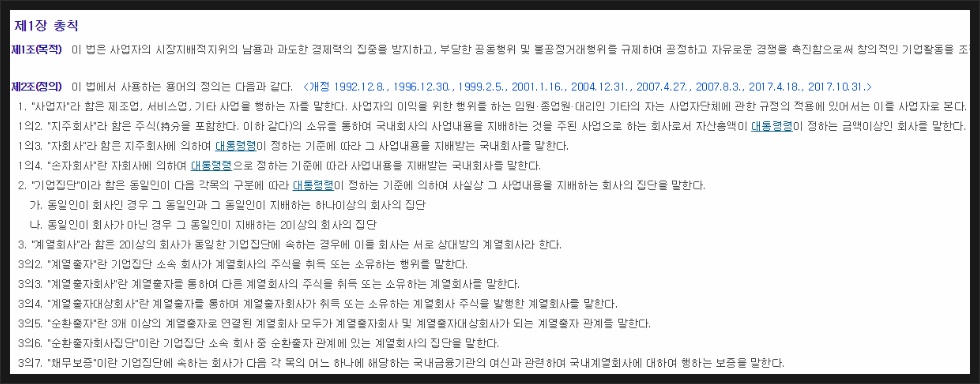 제1장 총칙
제1조(목적) 이 법은 사업자의 시장지배적지위의 남용과 과도한 경제력의 집중을 방지하고, 부당한 공동행위 및 불공정거래행위를 규제하여 공정하고 자유로운 경쟁을 촉진함으로써 창의적인 기업활동을 조
제2조(정의) 이 법에서 사용하는 용어의 정의는 다음과 같다. <개정 1992.12.8., 1996.12.30., 1999.2.5., 2001.1.16., 2004.12.31., 2007.4.27., 2007.8.3., 2017.4.18., 2017.10.31.>
1. "사업자"라 함은 제조업, 서비스업, 기타 사업을 행하는 자를 말한다. 사업자의 이익을 위한 행위를 하는 임원·종업원·대리인 기타의 자는 사업자단체에 관한 규정의 적용에 있어서는 이를 사업자로 본다.
1의2. "지주회사"라 함은 주식(持分을 포함한다. 이하 같다)의 소유를 통하여 국내회사의 사업내용을 지배하는 것을 주된 사업으로 하는 회사로서 자산총액이 대통령령이 정하는 금액이상인 회사를 말한다.
1의3. "자회사"라 함은 지주회사에 의하여 대통령령이 정하는 기준에 따라 그 사업내용을 지배받는 국내회사를 말한다.
1의4. "손자회사"란 자회사에 의하여 대통령령으로 정하는 기준에 따라 사업내용을 지배받는 국내회사를 말한다.
2. "기업집단"이라 함은 동일인이 다음 각목의 구분에 따라 대통령령이 정하는 기준에 의하여 사실상 그 사업내용을 지배하는 회사의 집단을 말한다.
가. 동일인이 회사인 경우 그 동일인과 그 동일인이 지배하는 하나이상의 회사의 집단
나. 동일인이 회사가 아닌 경우 그 동일인이 지배하는 2이상의 회사의 집단
3. "계열회사"라 함은 2이상의 회사가 동일한 기업집단에 속하는 경우에 이들 회사는 서로 상대방의 계열회사라 한다.
3의2. "계열출자"란 기업집단 소속 회사가 계열회사의 주식을 취득 또는 소유하는 행위를 말한다.
3의3. "계열출자회사"란 계열출자를 통하여 다른 계열회사의 주식을 취득 또는 소유하는 계열회사를 말한다.
3의4. "계열출자대상회사"란 계열출자를 통하여 계열출자회사가 취득 또는 소유하는 계열회사 주식을 발행한 계열회사를 말한다.
3의5. "순환출자"란 3개 이상의 계열출자로 연결된 계열회사 모두가 계열출자회사 및 계열출자대상회사가 되는 계열출자 관계를 말한다.
3의6. "순환출자회사집단"이란 기업집단 소속 회사 중 순환출자 관계에 있는 계열회사의 집단을 말한다.
3의7. "채무보증"이란 기업집단에 속하는 회사가 다음 각 목의 어느 하나에 해당하는 국내금융기관의 여신과 관련하여 국내계열회사에 대하여 행하는 보증을 말한다.